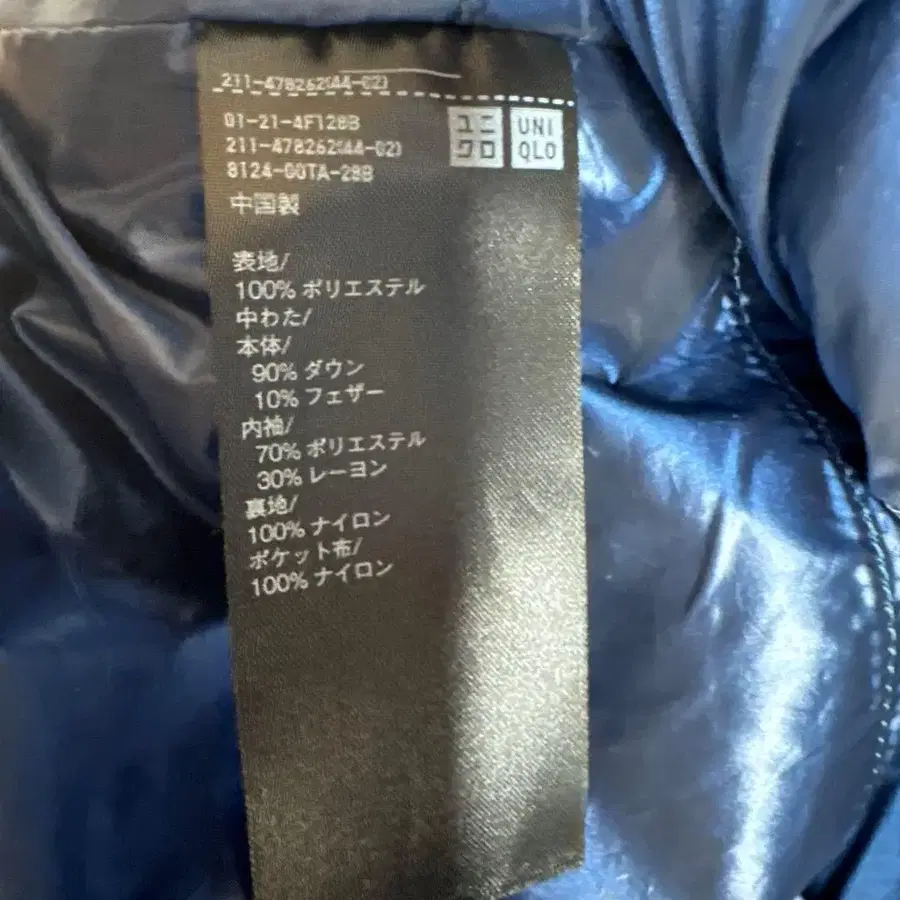 211-478262(44-02)
01-21-4F128B
211-478262(44-02)
8124-00TA-28B
ユニ
クロ
UNI
QLO
中国製
表地/
100% ポリエステル
中わた/
本体/
90% ダウン
10% フェザー
内袖/
70% ポリエステル
30% レーヨン
裏地/
100% ナイロン
ポケット布/
100% ナイロン